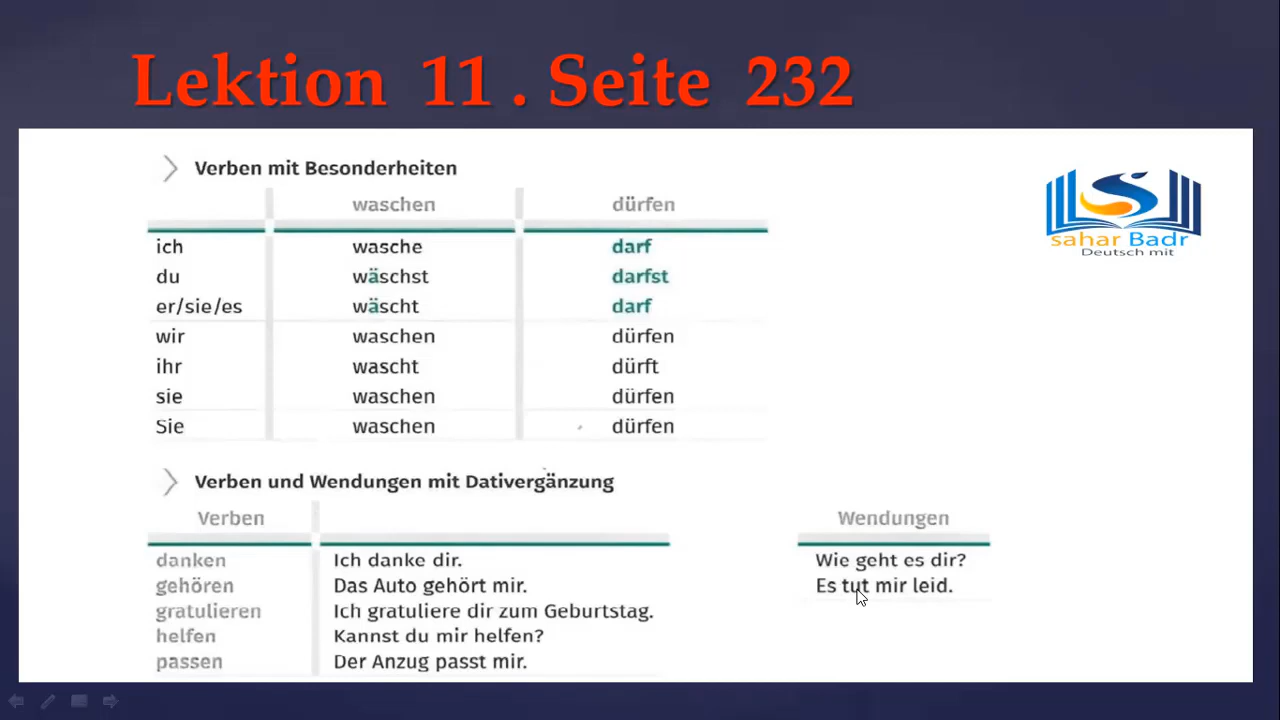 Lektion 11 . Seite 232
Verben mit Besonderheiten
waschen dürfen
ich wasche darf
du wäschst darfst
er/sie/es wäscht darf
wir waschen dürfen
ihr wascht dürft
sie waschen dürfen
Sie waschen dürfen
Verben und Wendungen mit Dativergänzung
Verben
danken Ich danke dir.
gehören Das Auto gehört mir.
gratulieren Ich gratuliere dir zum Geburtstag.
helfen Kannst du mir helfen?
passen Der Anzug passt mir.
Wendungen
Wie geht es dir?
Es tut mir leid.
sahar Badr
Deutsch mit